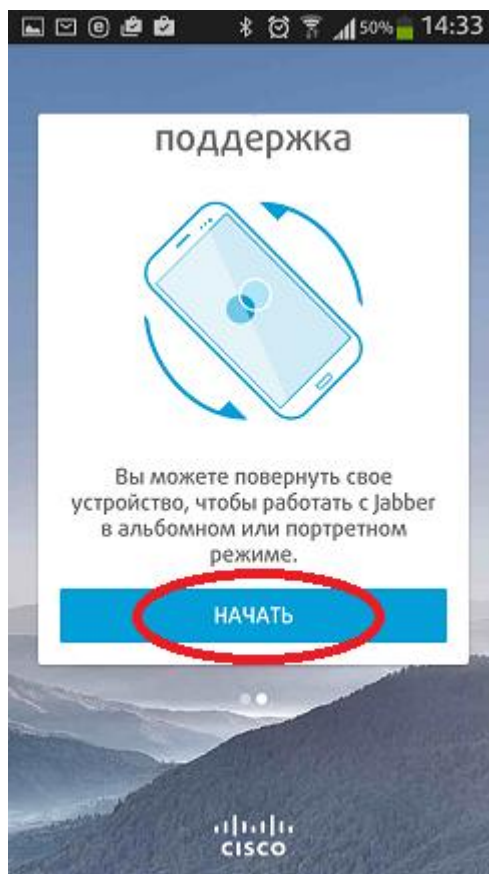 50% 14:33
поддержка
Вы можете повернуть свое
устройство, чтобы работать с Jabber
в альбомном или портретном
режиме.
НАЧАТЬ
CISCO